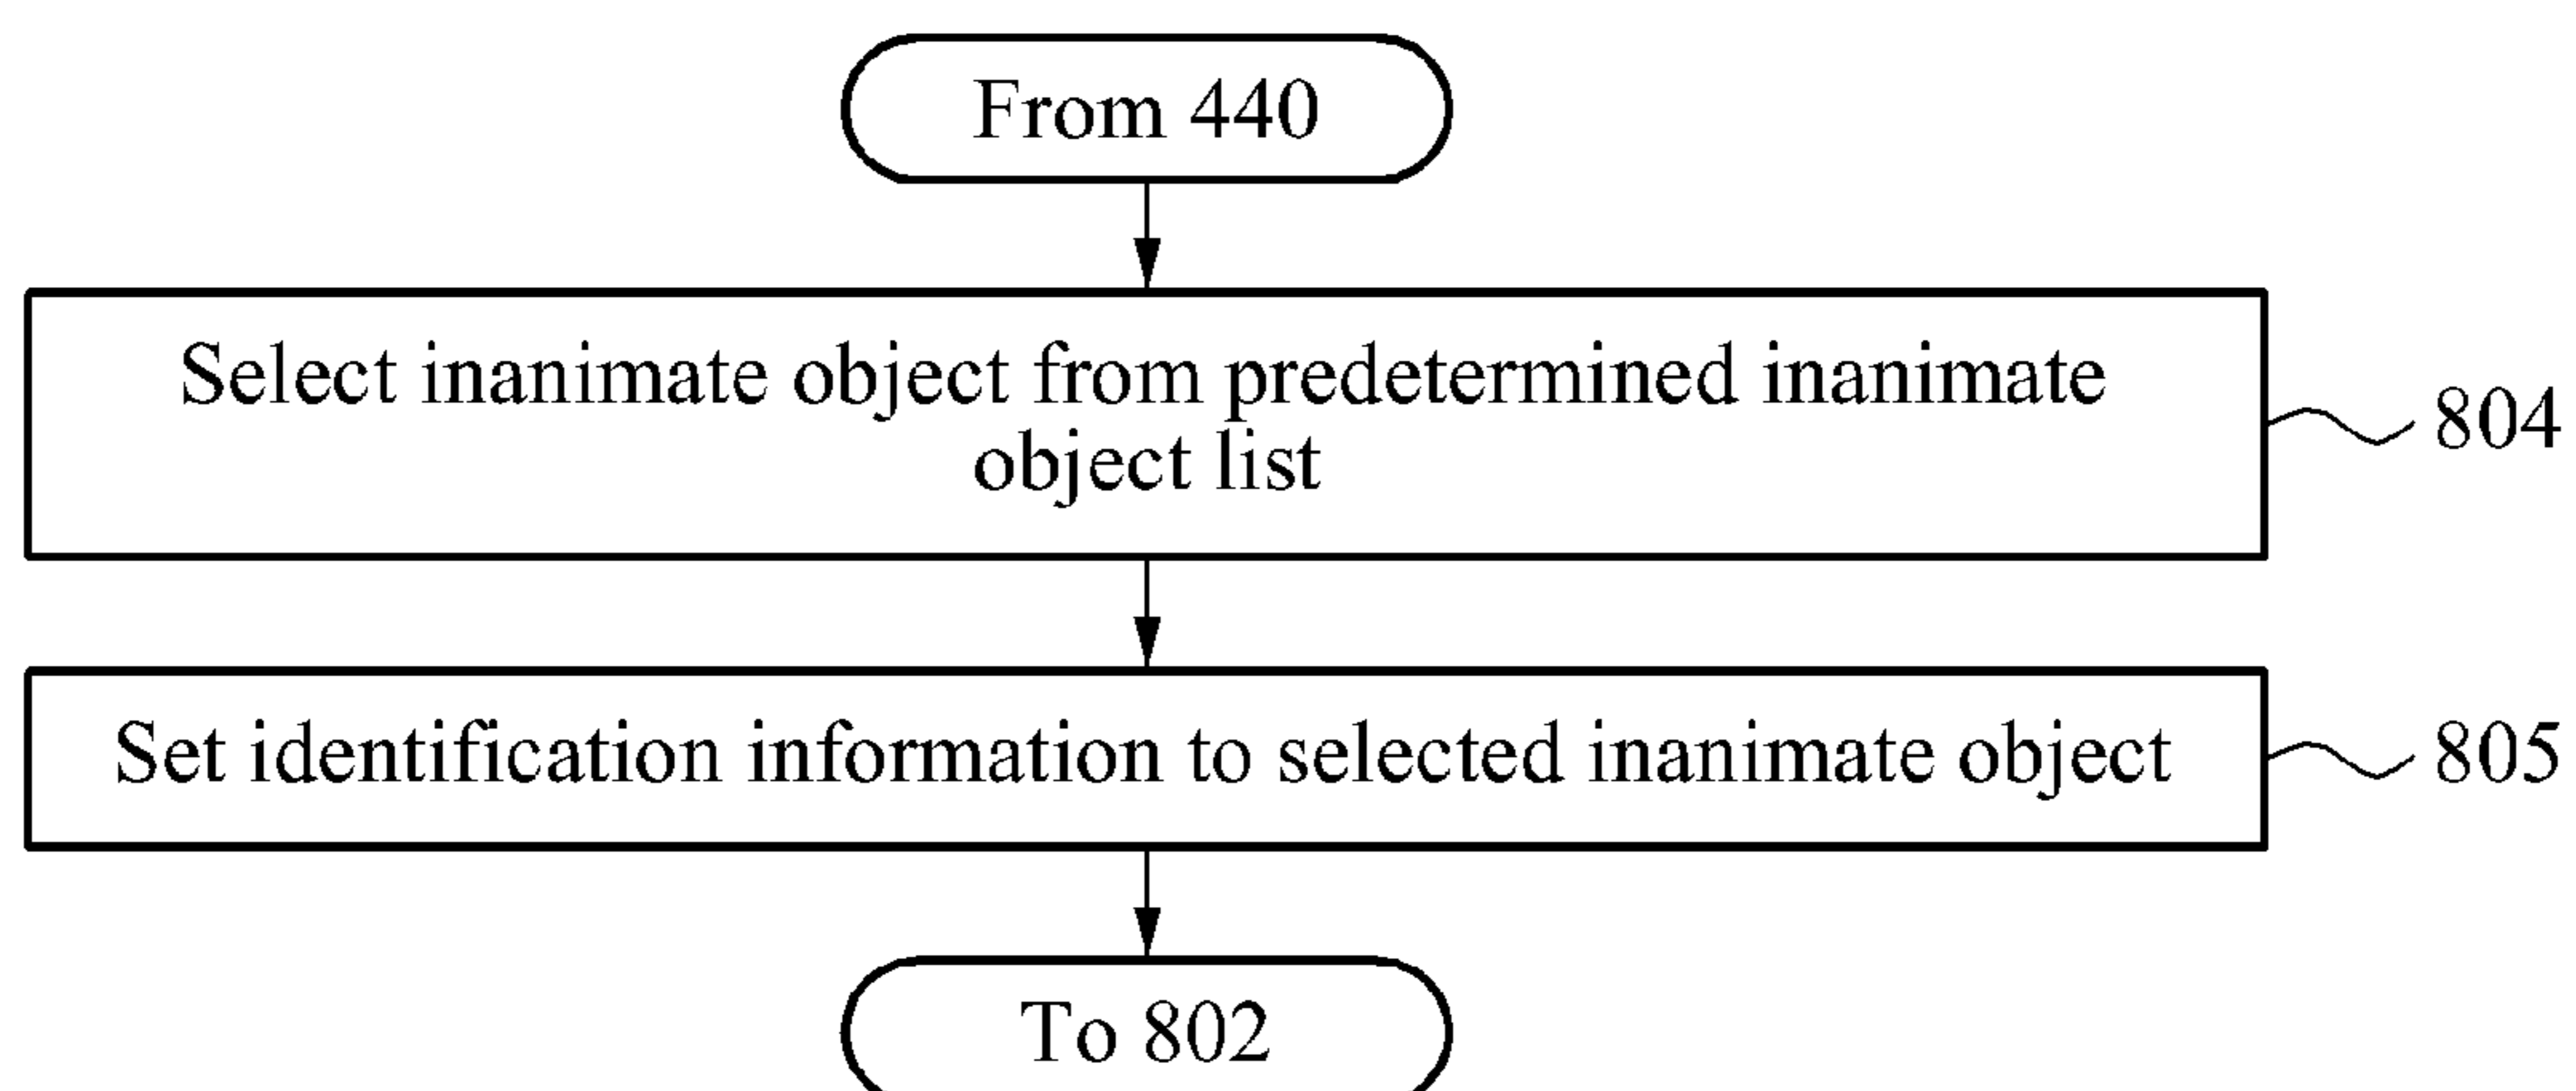 From 440
Select inanimate object from predetermined inanimate
object list
804
Set identification information to selected inanimate object
805
To 802